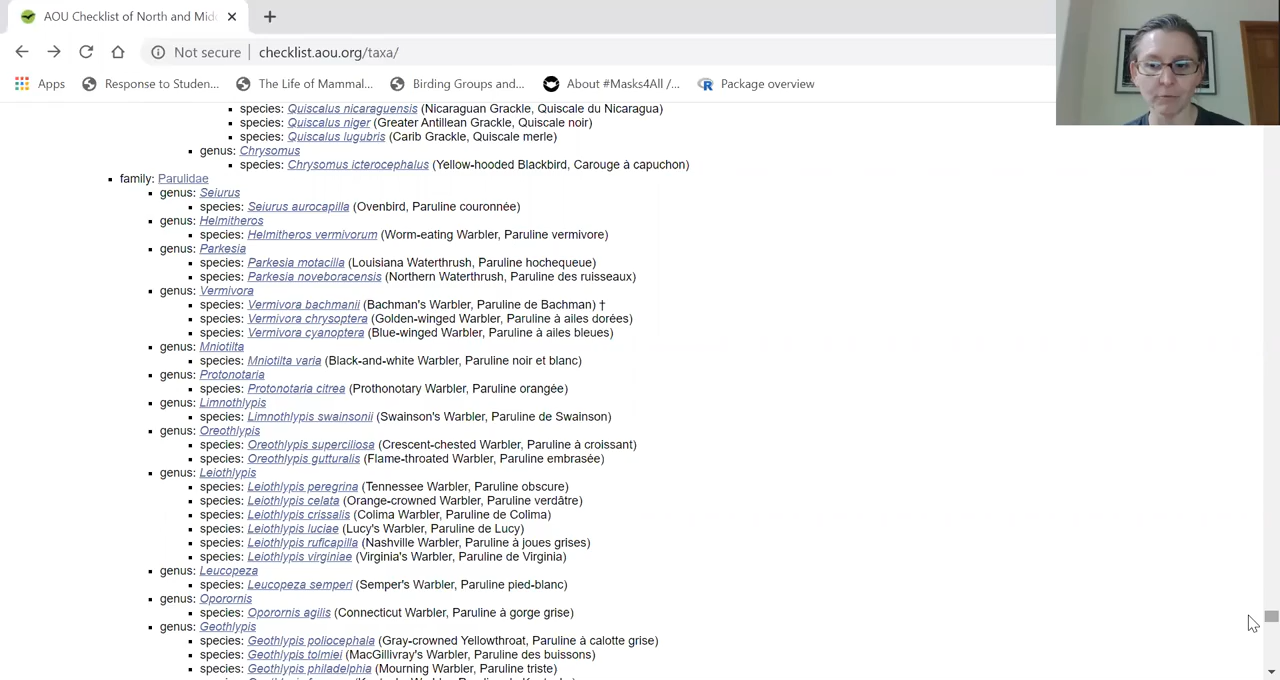 AOU Checklist of North and Mid
Not secure checklist.aou.org/taxa/
Apps Response to Studen... The Life of Mammal... Birding Groups and... About #Masks4All /... Package overview
species: Quiscalus nicaraguensis (Nicaraguan Grackle, Quiscale du Nicaragua)
species: Quiscalus niger (Greater Antillean Grackle, Quiscale noir)
species: Quiscalus lugubris (Carib Grackle, Quiscale merle)
genus: Chrysomus
species: Chrysomus icterocephalus (Yellow-hooded Blackbird, Carouge à capuchon)
family: Parulidae
genus: Seiurus
species: Seiurus aurocapilla (Ovenbird, Paruline couronnée)
genus: Helmitheros
species: Helmitheros vermivorum (Worm-eating Warbler, Paruline vermivore)
genus: Parkesia
species: Parkesia motacilla (Louisiana Waterthrush, Paruline hochequeue)
species: Parkesia noveboracensis (Northern Waterthrush, Paruline des ruisseaux)
genus: Vermivora
species: Vermivora bachmanii (Bachman's Warbler, Paruline de Bachman) †
species: Vermivora chrysoptera (Golden-winged Warbler, Paruline à ailes dorées)
species: Vermivora cyanoptera (Blue-winged Warbler, Paruline à ailes bleues)
genus: Mniotilta
species: Mniotilta varia (Black-and-white Warbler, Paruline noir et blanc)
genus: Protonotaria
species: Protonotaria citrea (Prothonotary Warbler, Paruline orangée)
genus: Limnothlypis
species: Limnothlypis swainsonii (Swainson's Warbler, Paruline de Swainson)
genus: Oreothlypis
species: Oreothlypis superciliosa (Crescent-chested Warbler, Paruline à croissant)
species: Oreothlypis gutturalis (Flame-throated Warbler, Paruline embrasée)
genus: Leiothlypis
species: Leiothlypis peregrina (Tennessee Warbler, Paruline obscure)
species: Leiothlypis celata (Orange-crowned Warbler, Paruline verdâtre)
species: Leiothlypis crissalis (Colima Warbler, Paruline de Colima)
species: Leiothlypis luciae (Lucy's Warbler, Paruline de Lucy)
species: Leiothlypis ruficapilla (Nashville Warbler, Paruline à joues grises)
species: Leiothlypis virginiae (Virginia's Warbler, Paruline de Virginia)
genus: Leucopeza
species: Leucopeza semperi (Semper's Warbler, Paruline pied-blanc)
genus: Oporornis
species: Oporornis agilis (Connecticut Warbler, Paruline à gorge grise)
genus: Geothlypis
species: Geothlypis poliocephala (Gray-crowned Yellowthroat, Paruline à calotte grise)
species: Geothlypis tolmiei (MacGillivray's Warbler, Paruline des buissons)
species: Geothlypis philadelphia (Mourning Warbler, Paruline triste)